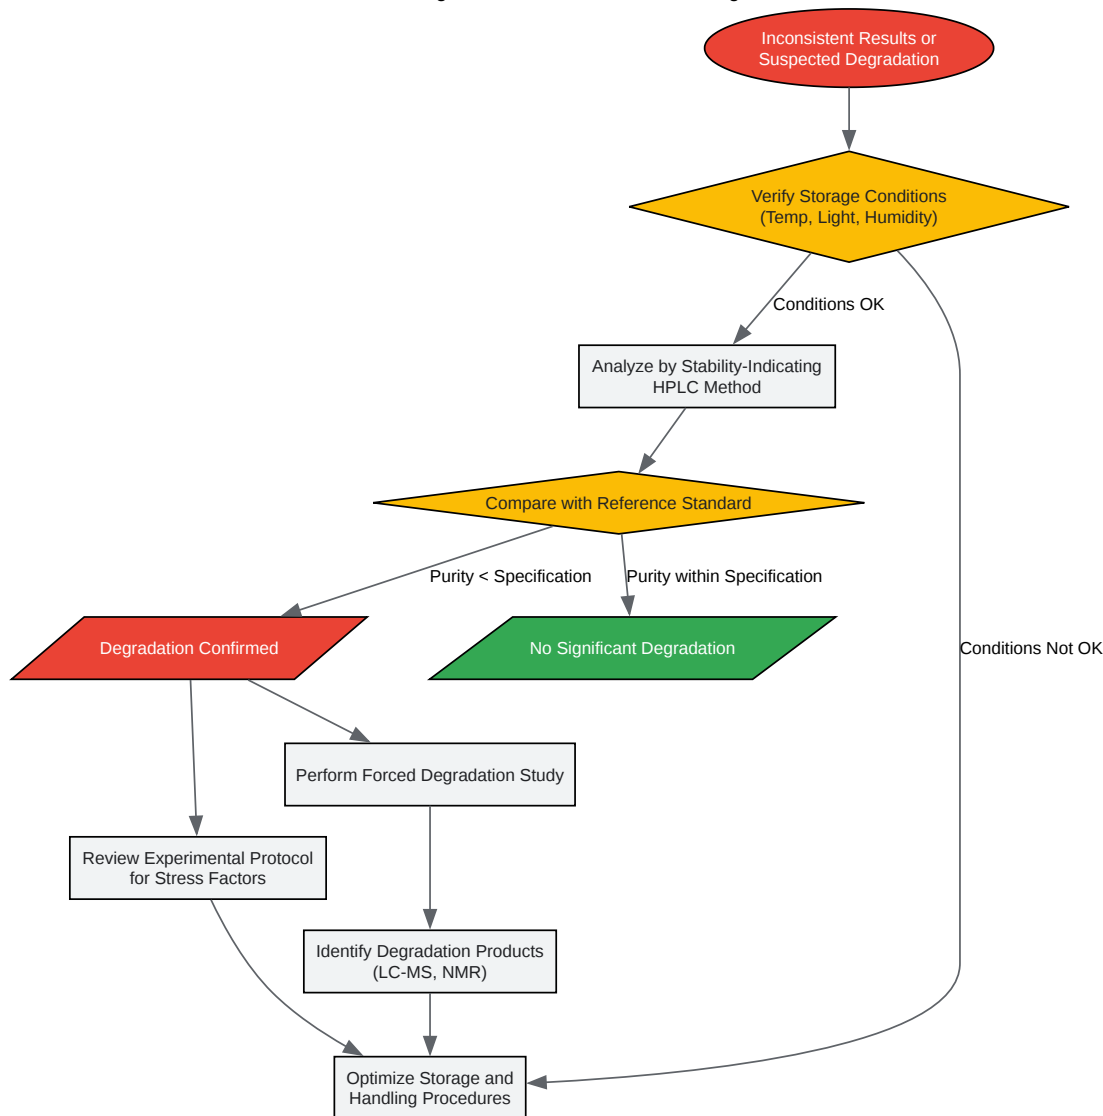 Inconsistent Results or
Suspected Degradation
Verify Storage Conditions
(Temp, Light, Humidity)
Conditions OK
Analyze by Stability-Indicating
HPLC Method
Compare with Reference Standard
Purity < Specification
Purity within Specification
Degradation Confirmed
No Significant Degradation
Conditions Not OK
Perform Forced Degradation Study
Review Experimental Protocol
for Stress Factors
Identify Degradation Products
(LC-MS, NMR)
Optimize Storage and
Handling Procedures